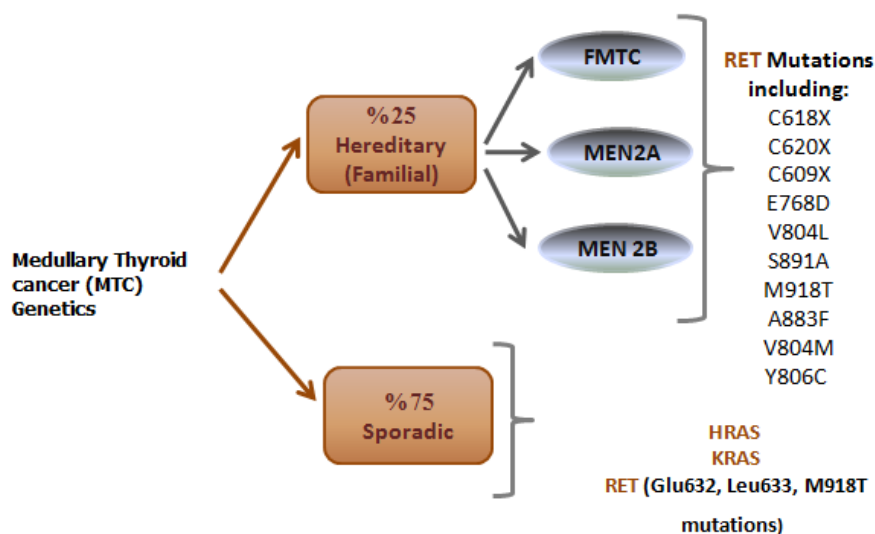 Medullary Thyroid
cancer (MTC)
Genetics
%25
Hereditary
(Familial)
FMTC
MEN2A
MEN 2B
RET Mutations
including:
C618X
C620X
C609X
E768D
V804L
S891A
M918T
A883F
V804M
Y806C
%75
Sporadic
HRAS
KRAS
RET (Glu632, Leu633, M918T
mutations)